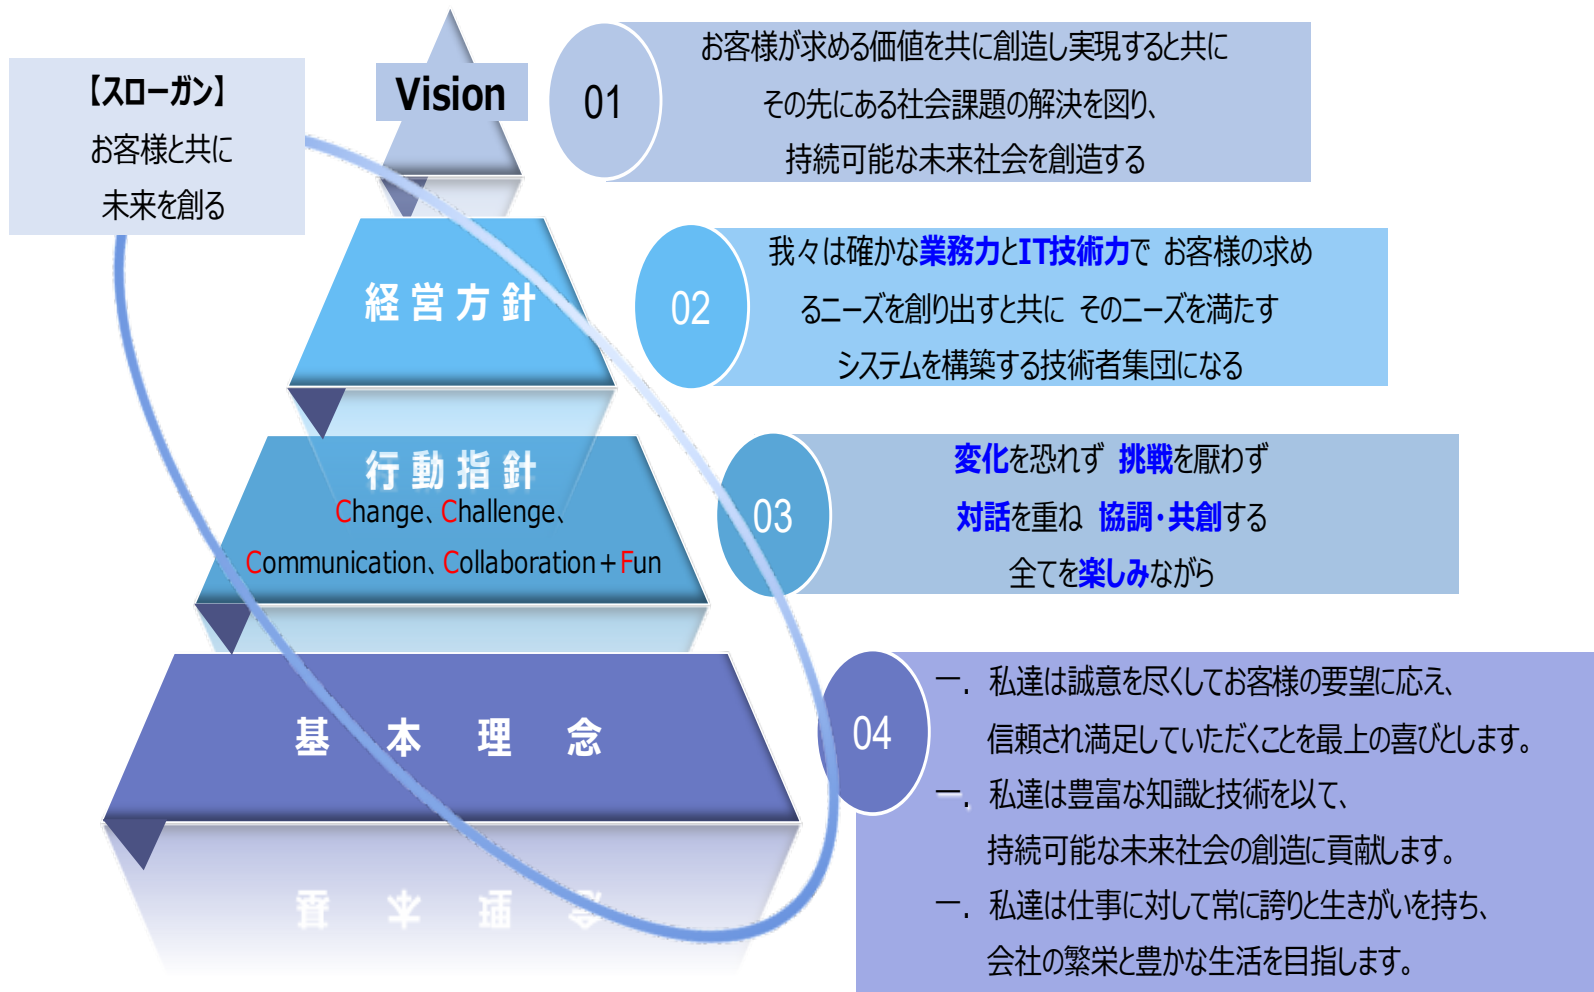 【スローガン】
お客様と共に
未来を創る
Vision
01
お客様が求める価値を共に創造し実現すると共に
その先にある社会課題の解決を図り、
持続可能な未来社会を創造する
経営方針
02
我々は確かな業務力とIT技術力で お客様の求め
るニーズを創り出すと共に そのニーズを満たす
システムを構築する技術者集団になる
行動指針
Change、Challenge、
Communication、Collaboration+Fun
03
変化を恐れず 挑戦を厭わず
対話を重ね 協調・共創する
全てを楽しみながら
基本理念
04
一. 私達は誠意を尽くしてお客様の要望に応え、
信頼され満足していただくことを最上の喜びとします。
一. 私達は豊富な知識と技術を以て、
持続可能な未来社会の創造に貢献します。
一. 私達は仕事に対して常に誇りと生きがいを持ち、
会社の繁栄と豊かな生活を目指します。